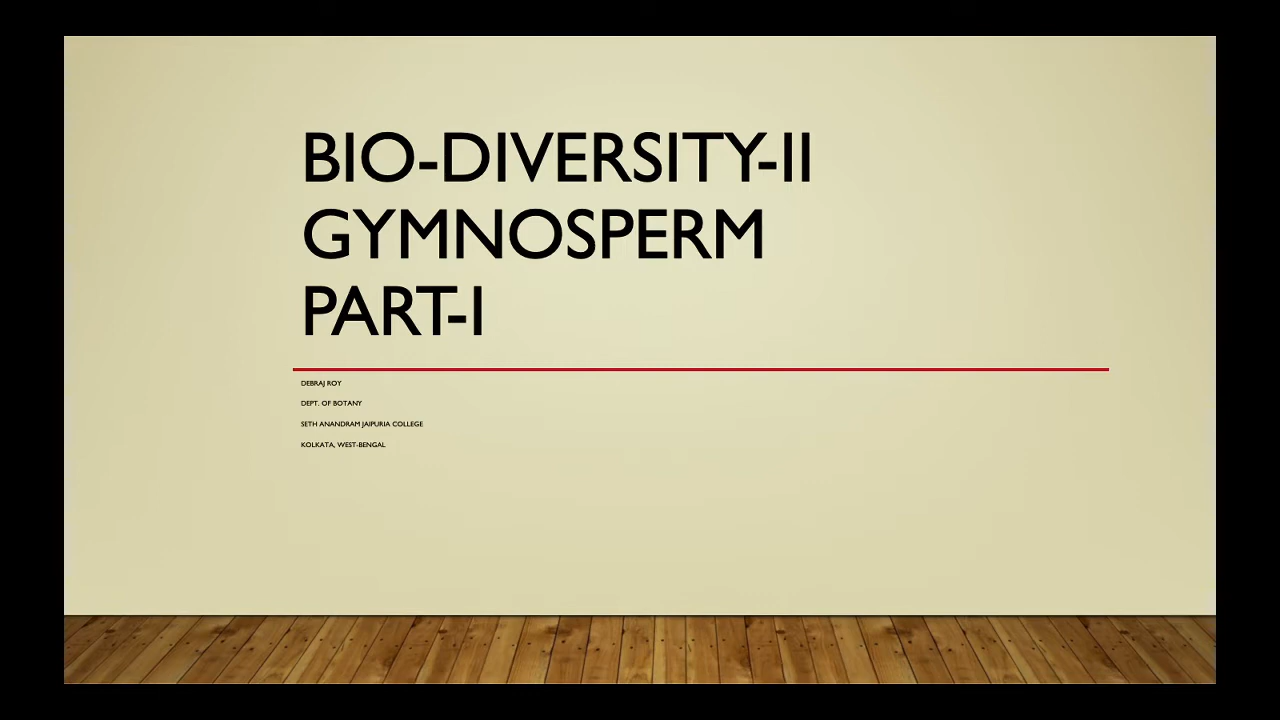 BIO-DIVERSITY-II
GYMNOSPERM
PART-I
DEBRAJ ROY
DEPT. OF BOTANY
SETH ANANDRAM JAIPURIA COLLEGE
KOLKATA, WEST-BENGAL